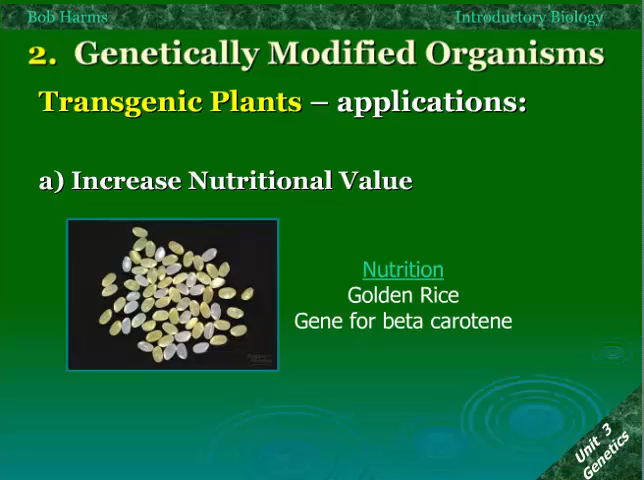 Bob Harms
Introductory Biology
2. Genetically Modified Organisms
Transgenic Plants – applications:
a) Increase Nutritional Value
Nutrition
Golden Rice
Gene for beta carotene
Unit 3
Genetics